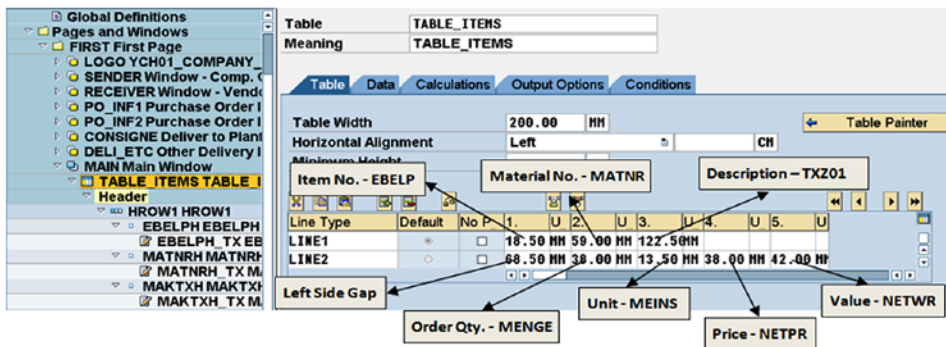 Global Definitions
Pages and Windows
FIRST First Page
LOGO YCH01_COMPANY_
SENDER Window - Comp. C
RECEIVER Window - Vendo
PO_INF1 Purchase Order I
PO_INF2 Purchase Order I
CONSIGNE Deliver to Plant
DELI_ETC Other Delivery I
MAIN Main Window
TABLE_ITEMS TABLE_I
Header
HROW1 HROW1
EBELPH EBELPH
EBELPH_TX EB
MATNRH MATNRH
MATNRH_TX MA
MAKTXH MAKTXH
MAKTXH_TX MA
Table TABLE_ITEMS
Meaning TABLE_ITEMS
Table Data Calculations Output Options Conditions
Table Width 200.00 MM Table Painter
Horizontal Alignment Left CM
Minimum Height
Item No. - EBELP
Material No. - MATNR
Description – TXZ01
Line Type Default No P 1. U 2. U 3. U 4. U 5. U
LINE1 18.50 MM 59.00 MM 122.50MM
LINE2 68.50 MM 38.00 MM 13.50 MM 38.00 MM 42.00 MM
Left Side Gap
Order Qty. - MENGE
Unit - MEINS
Price - NETPR
Value - NETWR